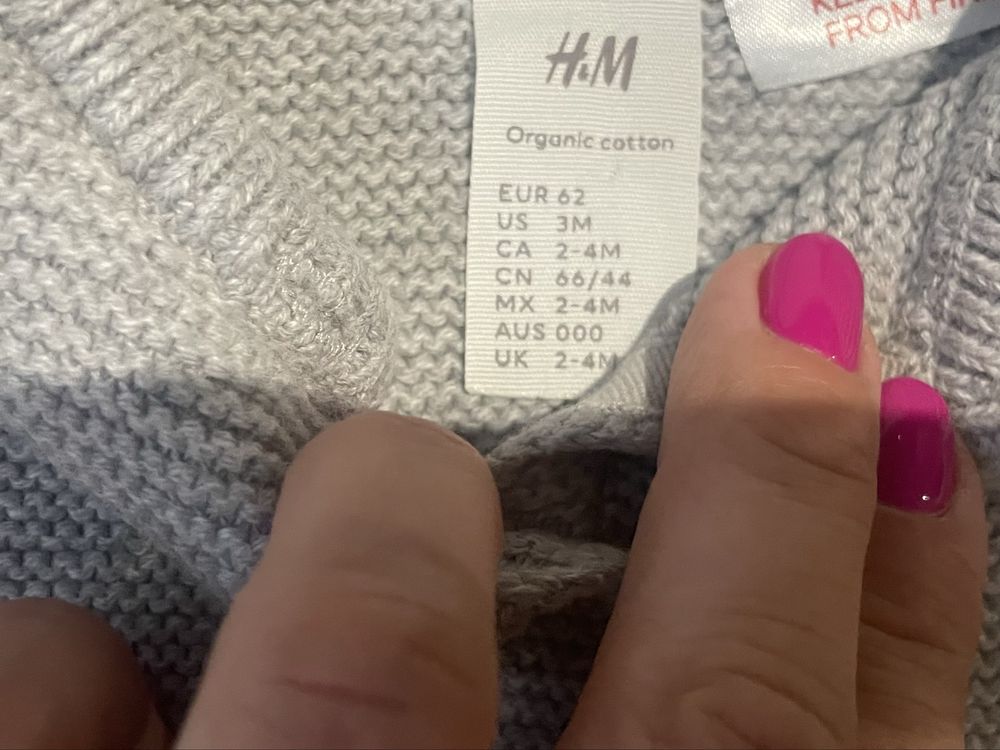 H&M
Organic cotton
EUR 62
US 3M
CA 2-4M
CN 66/44
MX 2-4M
AUS 000
UK 2-4M
FROM